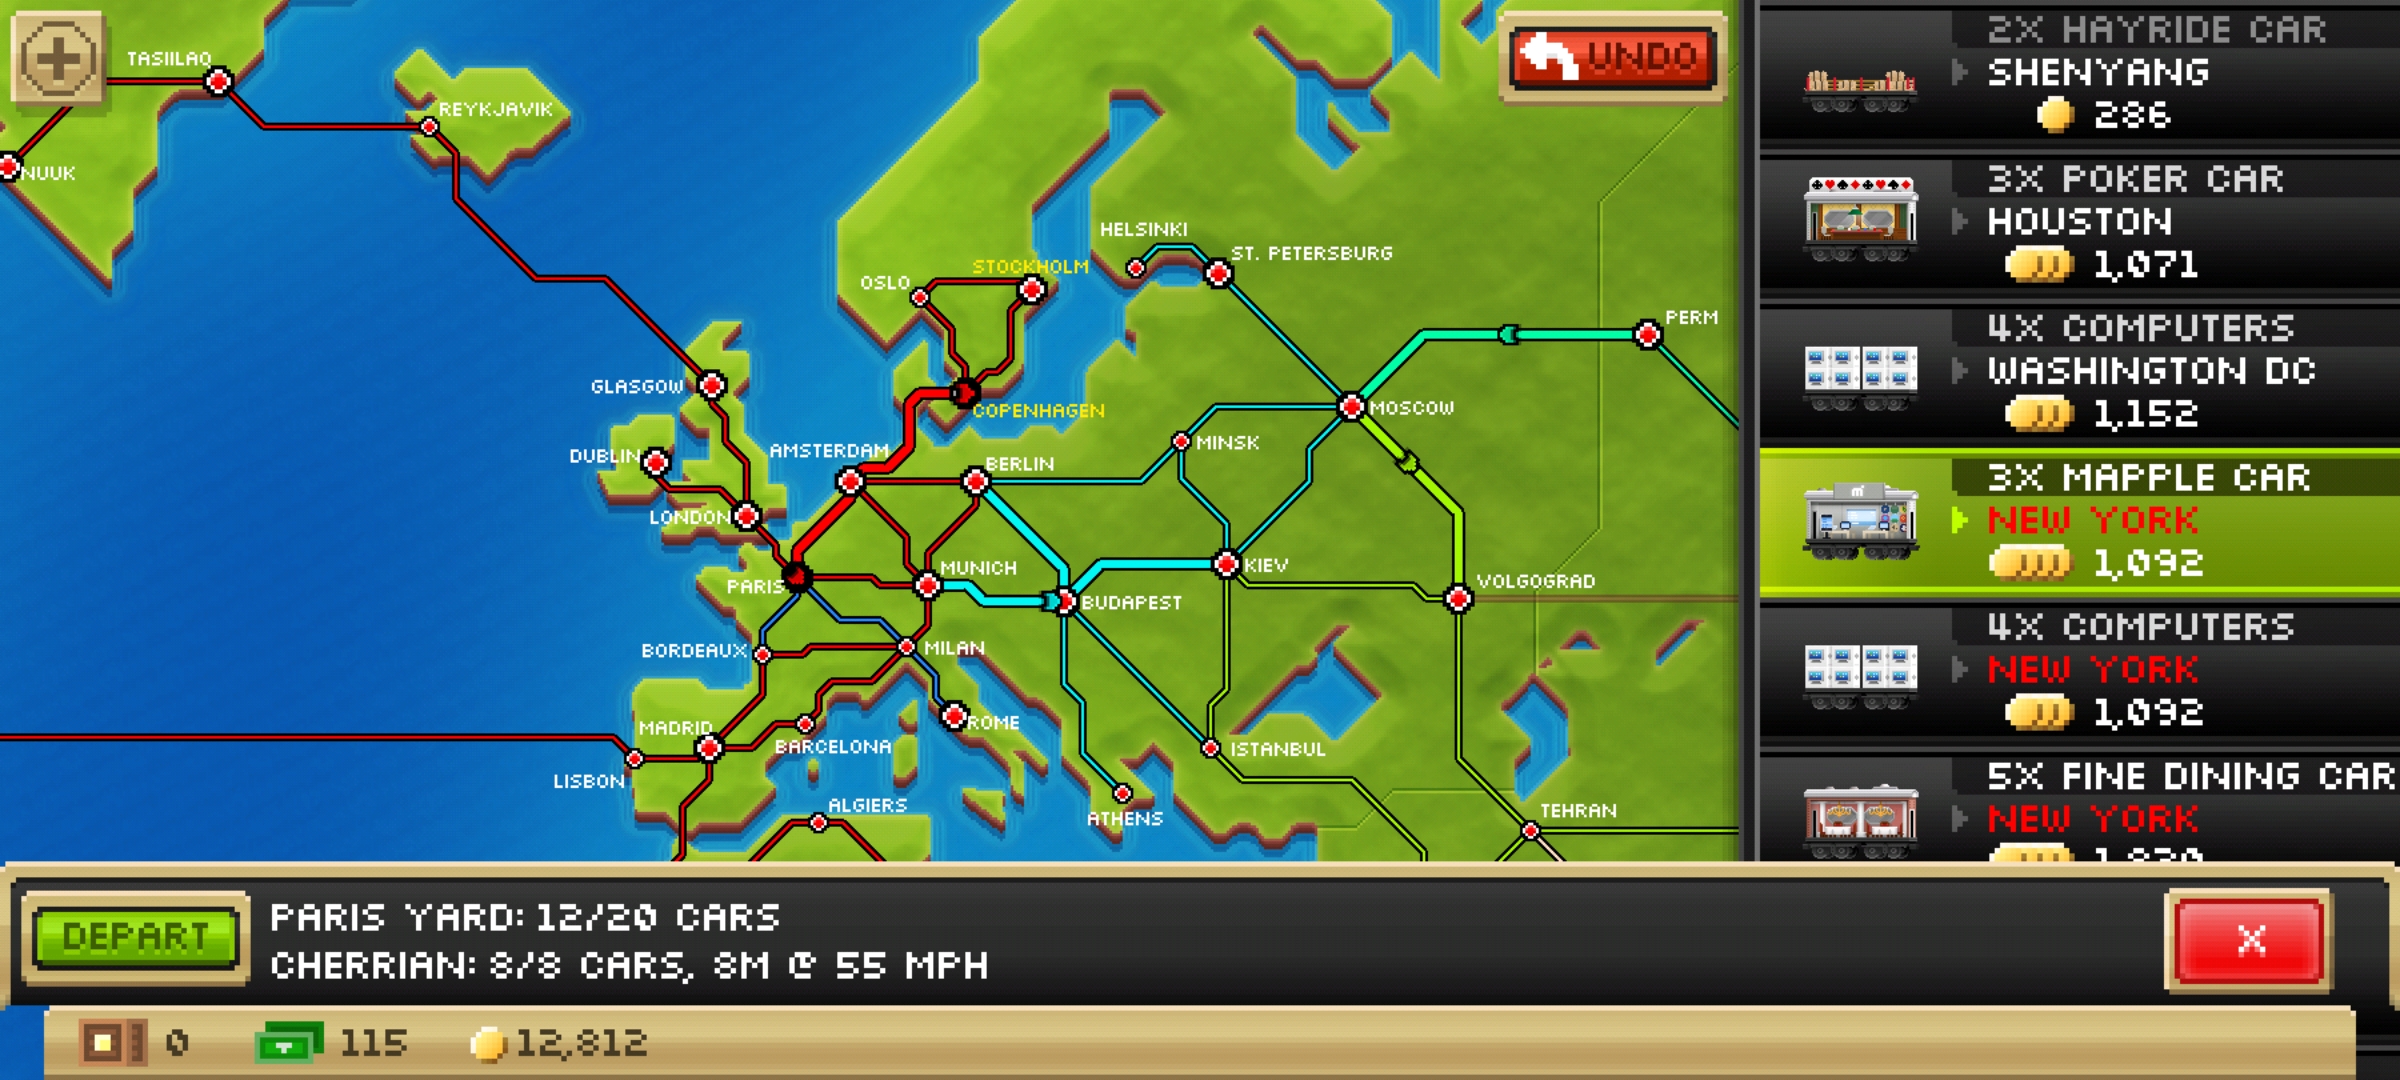 TASIILAQ
REYKJAVIK
NUUK
HELSINKI
ST. PETERSBURG
STOCKHOLM
OSLO
PERM
GLASGOW
COPENHAGEN
MOSCOW
AMSTERDAM
MINSK
DUBLIN
BERLIN
LONDON
MUNICH
KIEV
PARIS
VOLGOGRAD
BUDAPEST
BORDEAUX
MILAN
MADRID
ROME
BARCELONA
ISTANBUL
LISBON
ALGIERS
ATHENS
TEHRAN
UNDO
2X HAYRIDE CAR
SHENYANG
286
3X POKER CAR
HOUSTON
1,071
4X COMPUTERS
WASHINGTON DC
1,152
3X MAPPLE CAR
NEW YORK
1,092
4X COMPUTERS
NEW YORK
1,092
5X FINE DINING CAR
NEW YORK
DEPART
PARIS YARD: 12/20 CARS
CHERRIAN: 8/8 CARS, 8M @ 55 MPH
X
0
115
12,812